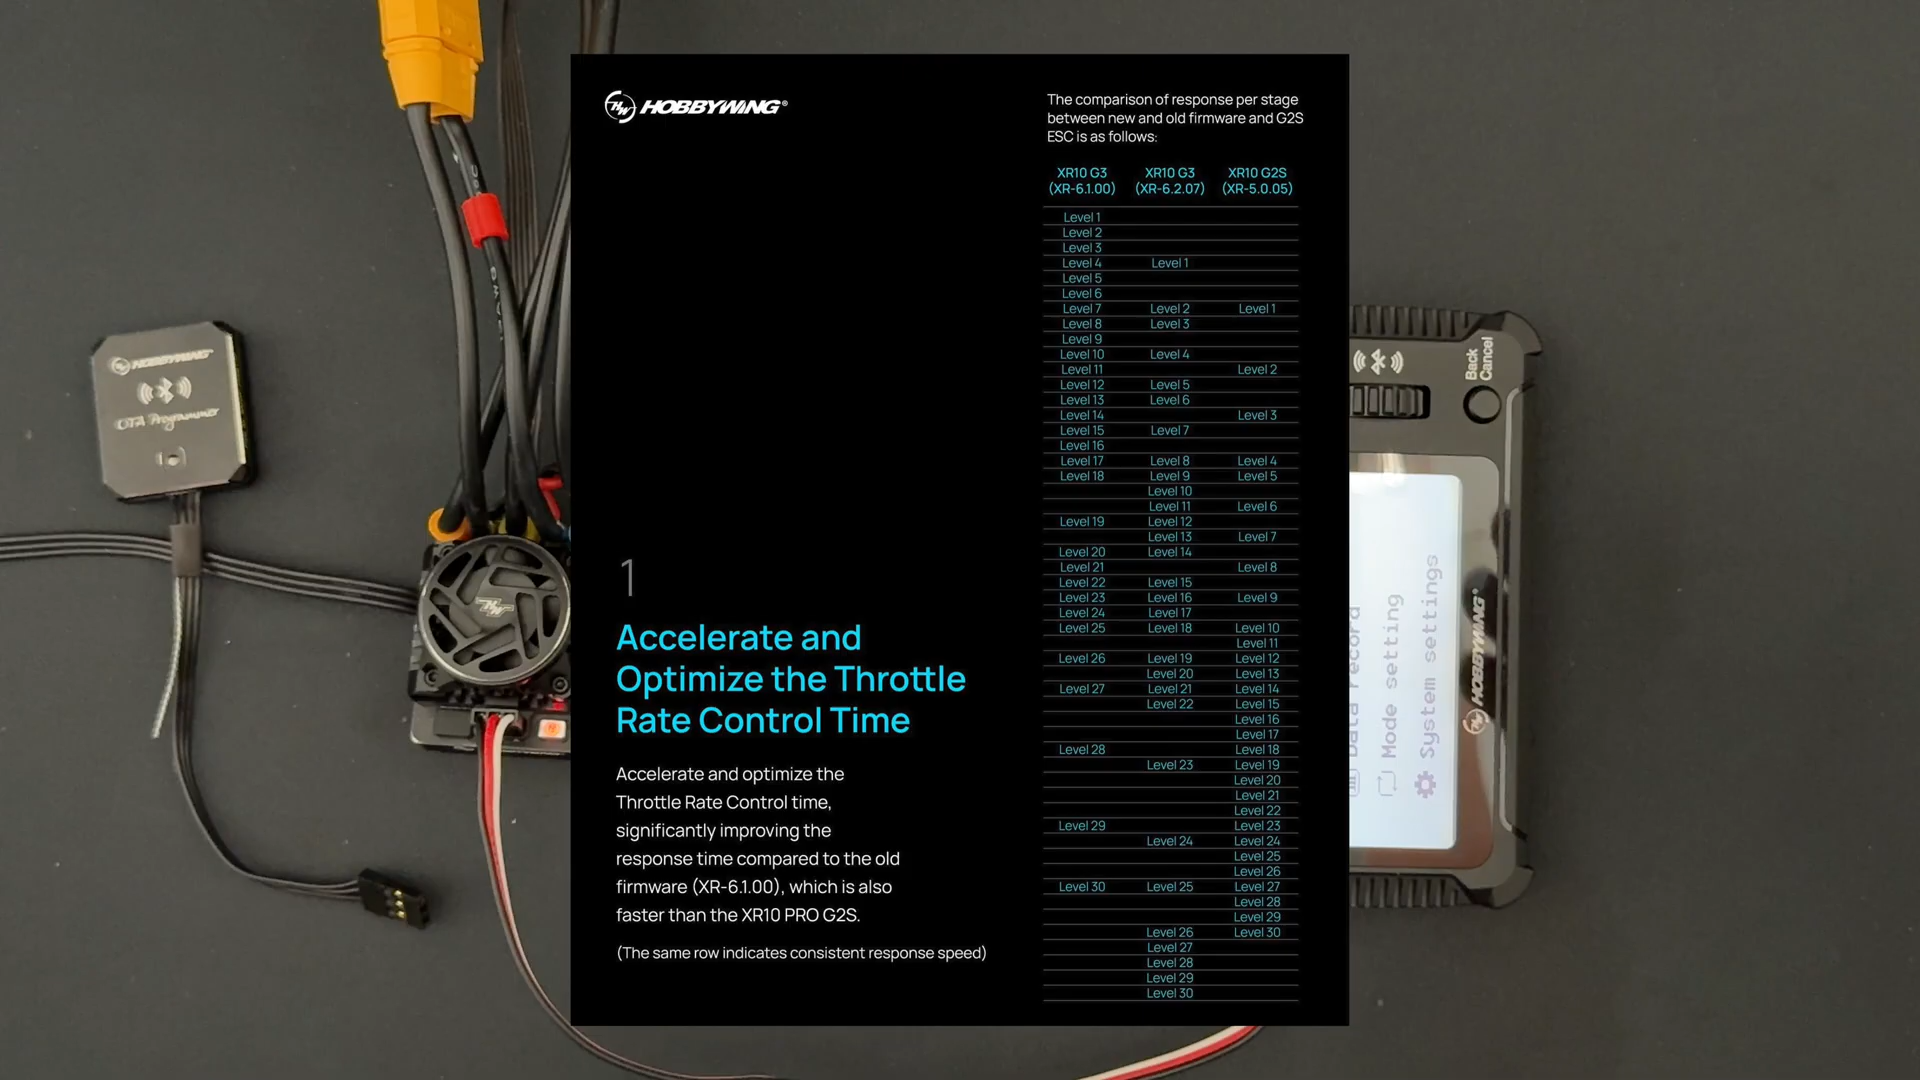 HOBBYWING®
1
Accelerate and
Optimize the Throttle
Rate Control Time
Accelerate and optimize the
Throttle Rate Control time,
significantly improving the
response time compared to the old
firmware (XR-6.1.00), which is also
faster than the XR10 PRO G2S.
(The same row indicates consistent response speed)
The comparison of response per stage
between new and old firmware and G2S
ESC is as follows:
XR10 G3 XR10 G3 XR10 G2S
(XR-6.1.00) (XR-6.2.07) (XR-5.0.05)
Level 1
Level 2
Level 3
Level 4 Level 1
Level 5
Level 6
Level 7 Level 2 Level 1
Level 8 Level 3
Level 9
Level 10 Level 4
Level 11 Level 2
Level 12 Level 5
Level 13 Level 6
Level 14 Level 3
Level 15 Level 7
Level 16
Level 17 Level 8 Level 4
Level 18 Level 9 Level 5
Level 10
Level 11 Level 6
Level 19 Level 12
Level 13 Level 7
Level 20 Level 14
Level 21 Level 8
Level 22 Level 15
Level 23 Level 16 Level 9
Level 24 Level 17
Level 25 Level 18 Level 10
Level 11
Level 26 Level 19 Level 12
Level 20 Level 13
Level 27 Level 21 Level 14
Level 22 Level 15
Level 16
Level 17
Level 28 Level 18
Level 23 Level 19
Level 20
Level 21
Level 22
Level 29 Level 23
Level 24 Level 24
Level 25
Level 26
Level 30 Level 25 Level 27
Level 28
Level 29
Level 26 Level 30
Level 27
Level 28
Level 29
Level 30
HOBBYWING
OTA Programmer
Back
Cancel
Data record
Mode setting
System settings
HOBBYWING®